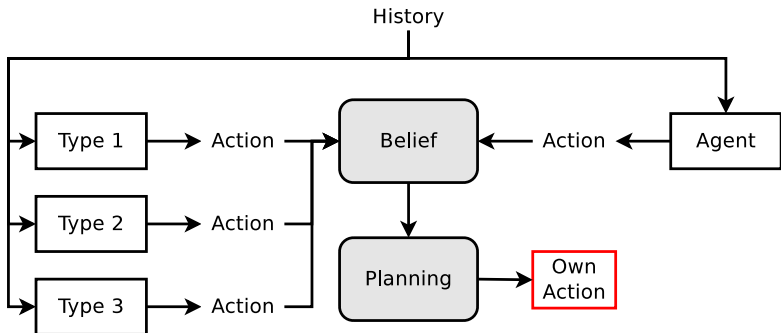 History
Type 1
Action
Belief
Action
Agent
Type 2
Action
Type 3
Action
Planning
Own
Action